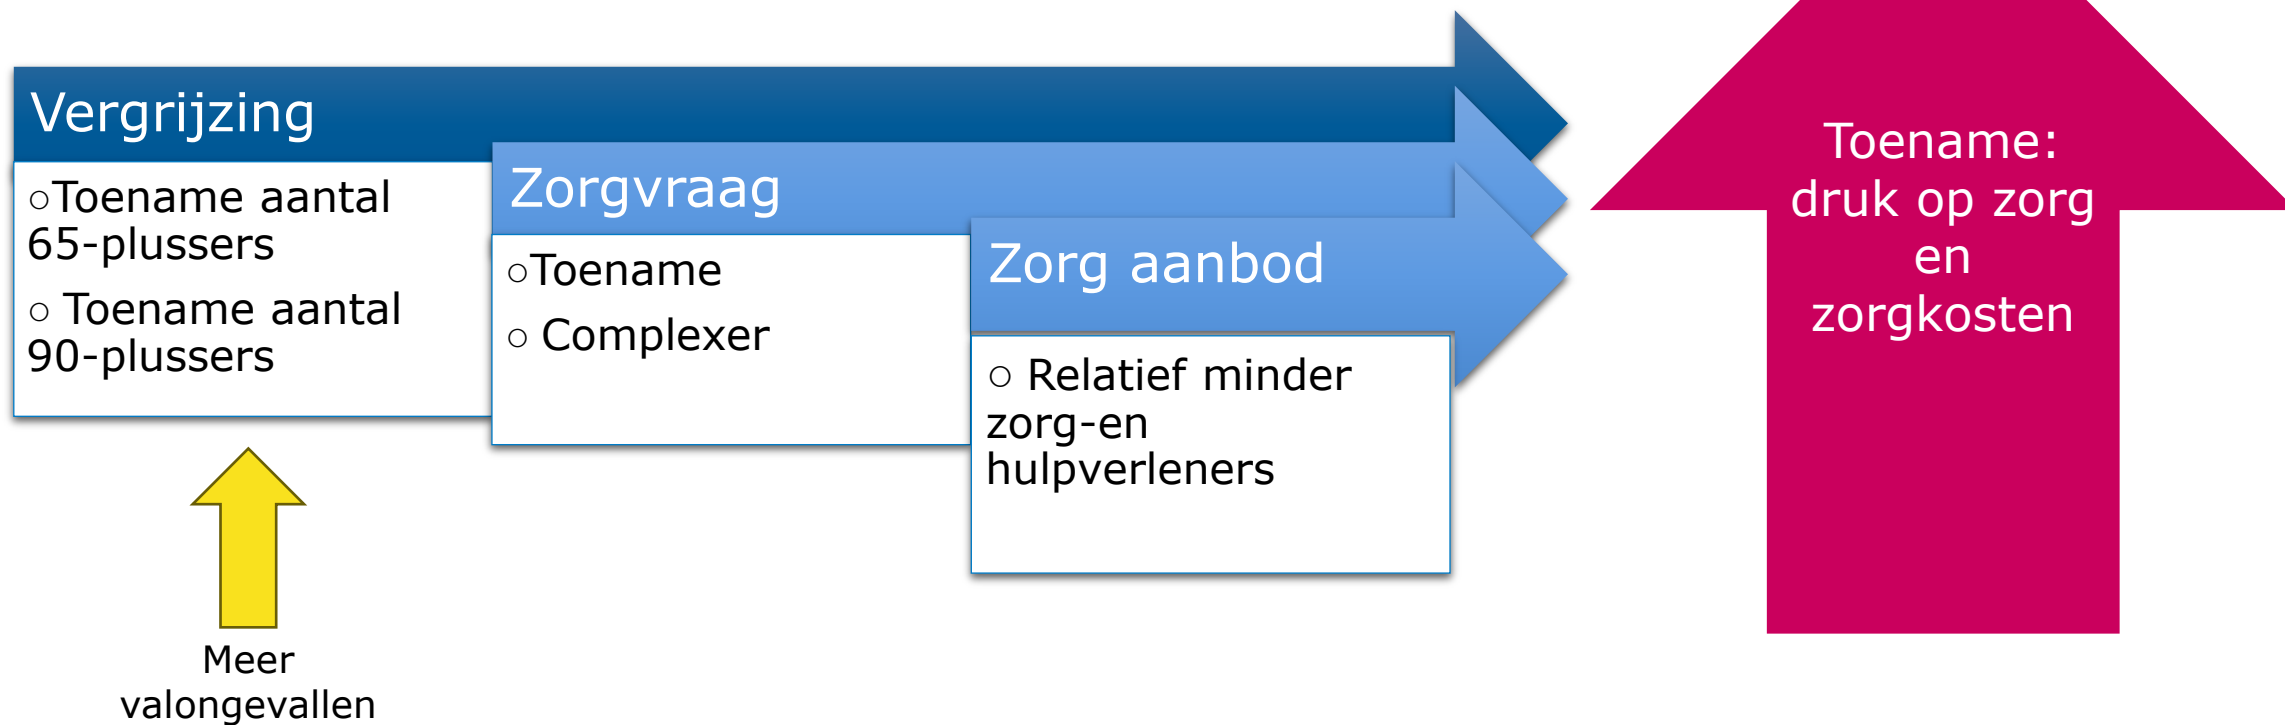 Vergrijzing
○Toename aantal
65-plussers
○ Toename aantal
90-plussers
Zorgvraag
○Toename
○ Complexer
Zorg aanbod
○ Relatief minder
zorg-en
hulpverleners
Toename:
druk op zorg
en
zorgkosten
Meer
valongevallen